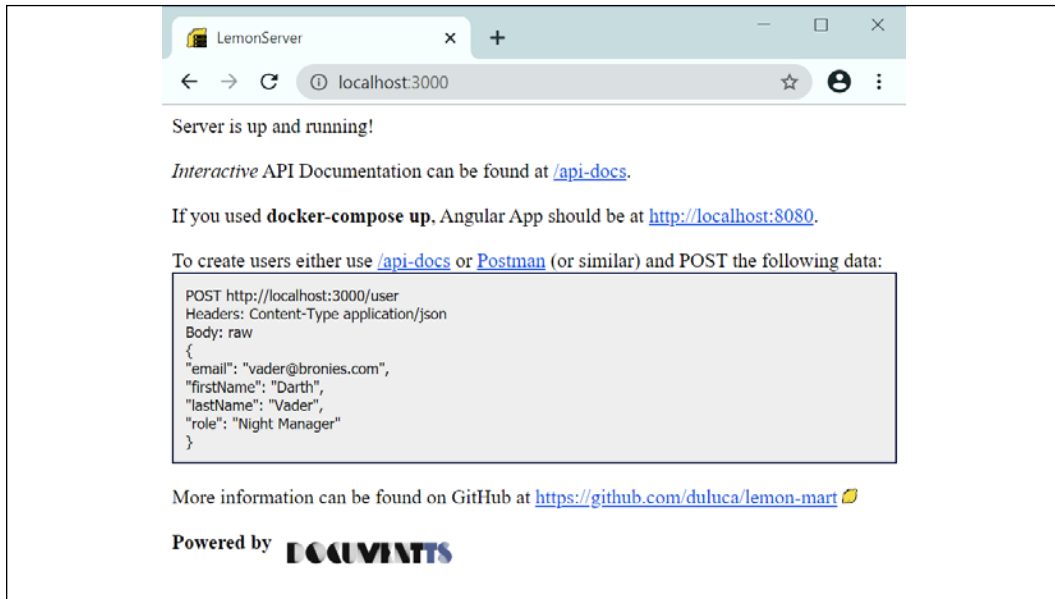 LemonServer
localhost:3000
Server is up and running!
Interactive API Documentation can be found at /api-docs.
If you used docker-compose up, Angular App should be at http://localhost:8080.
To create users either use /api-docs or Postman (or similar) and POST the following data:
POST http://localhost:3000/user
Headers: Content-Type application/json
Body: raw
{
"email": "vader@bronies.com",
"firstName": "Darth",
"lastName": "Vader",
"role": "Night Manager"
}
More information can be found on GitHub at https://github.com/duluca/lemon-mart
Powered by DOCUMENTTS